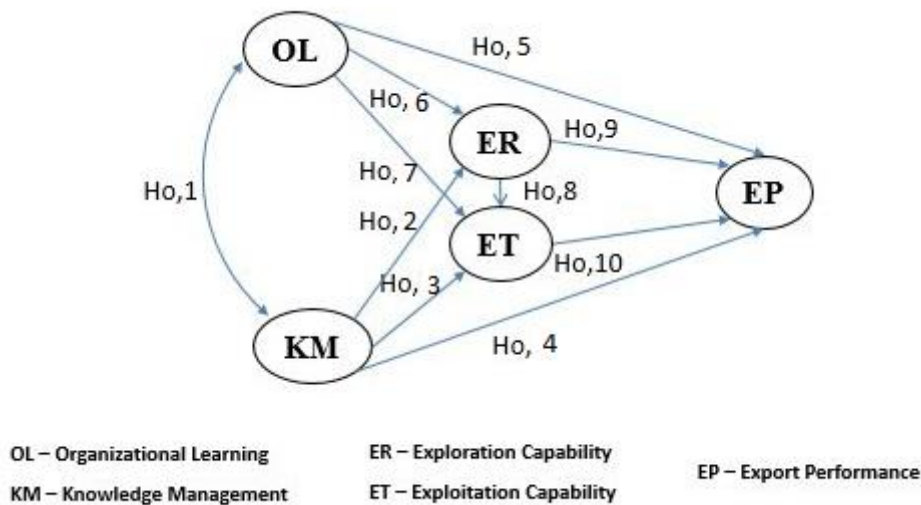 OL
Ho, 5
Ho, 6
ER
Ho,9
Ho, 7
Ho,1
Ho,8
EP
Ho, 2
ET
Ho, 3
Ho,10
KM
Ho, 4
OL – Organizational Learning
ER – Exploration Capability
EP – Export Performance
KM – Knowledge Management
ET – Exploitation Capability